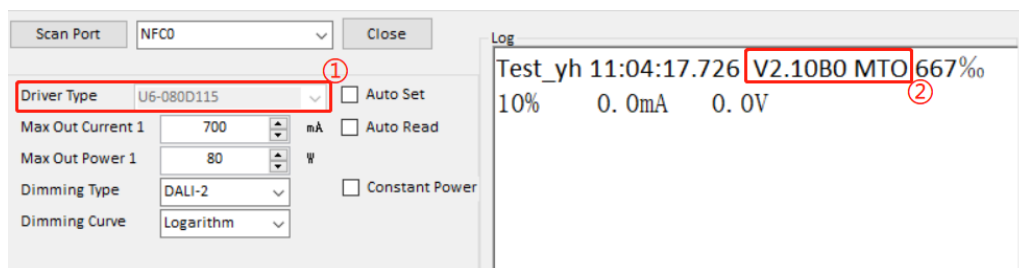 Scan Port NFC0 Close
①
Driver Type U6-080D115 Auto Set
Max Out Current 1 700 mA Auto Read
Max Out Power 1 80 W
Dimming Type DALI-2 Constant Power
Dimming Curve Logarithm
Log
Test_yh 11:04:17.726 V2.10B0 MTO 667‰
②
10% 0. 0mA 0. 0V